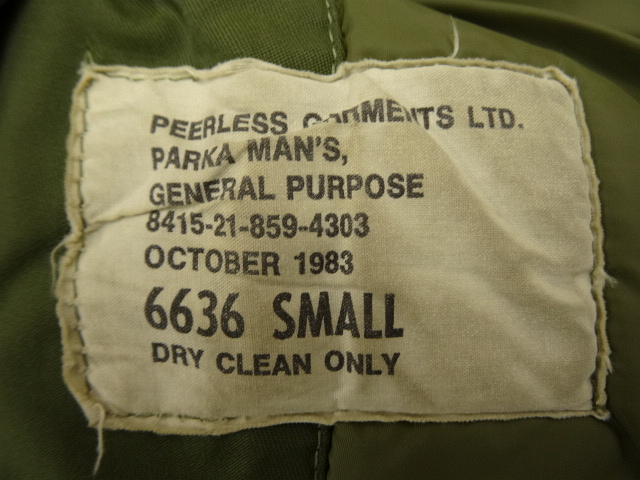 PEERLESS GARMENTS LTD.
PARKA MAN'S,
GENERAL PURPOSE
8415-21-859-4303
OCTOBER 1983
6636 SMALL
DRY CLEAN ONLY